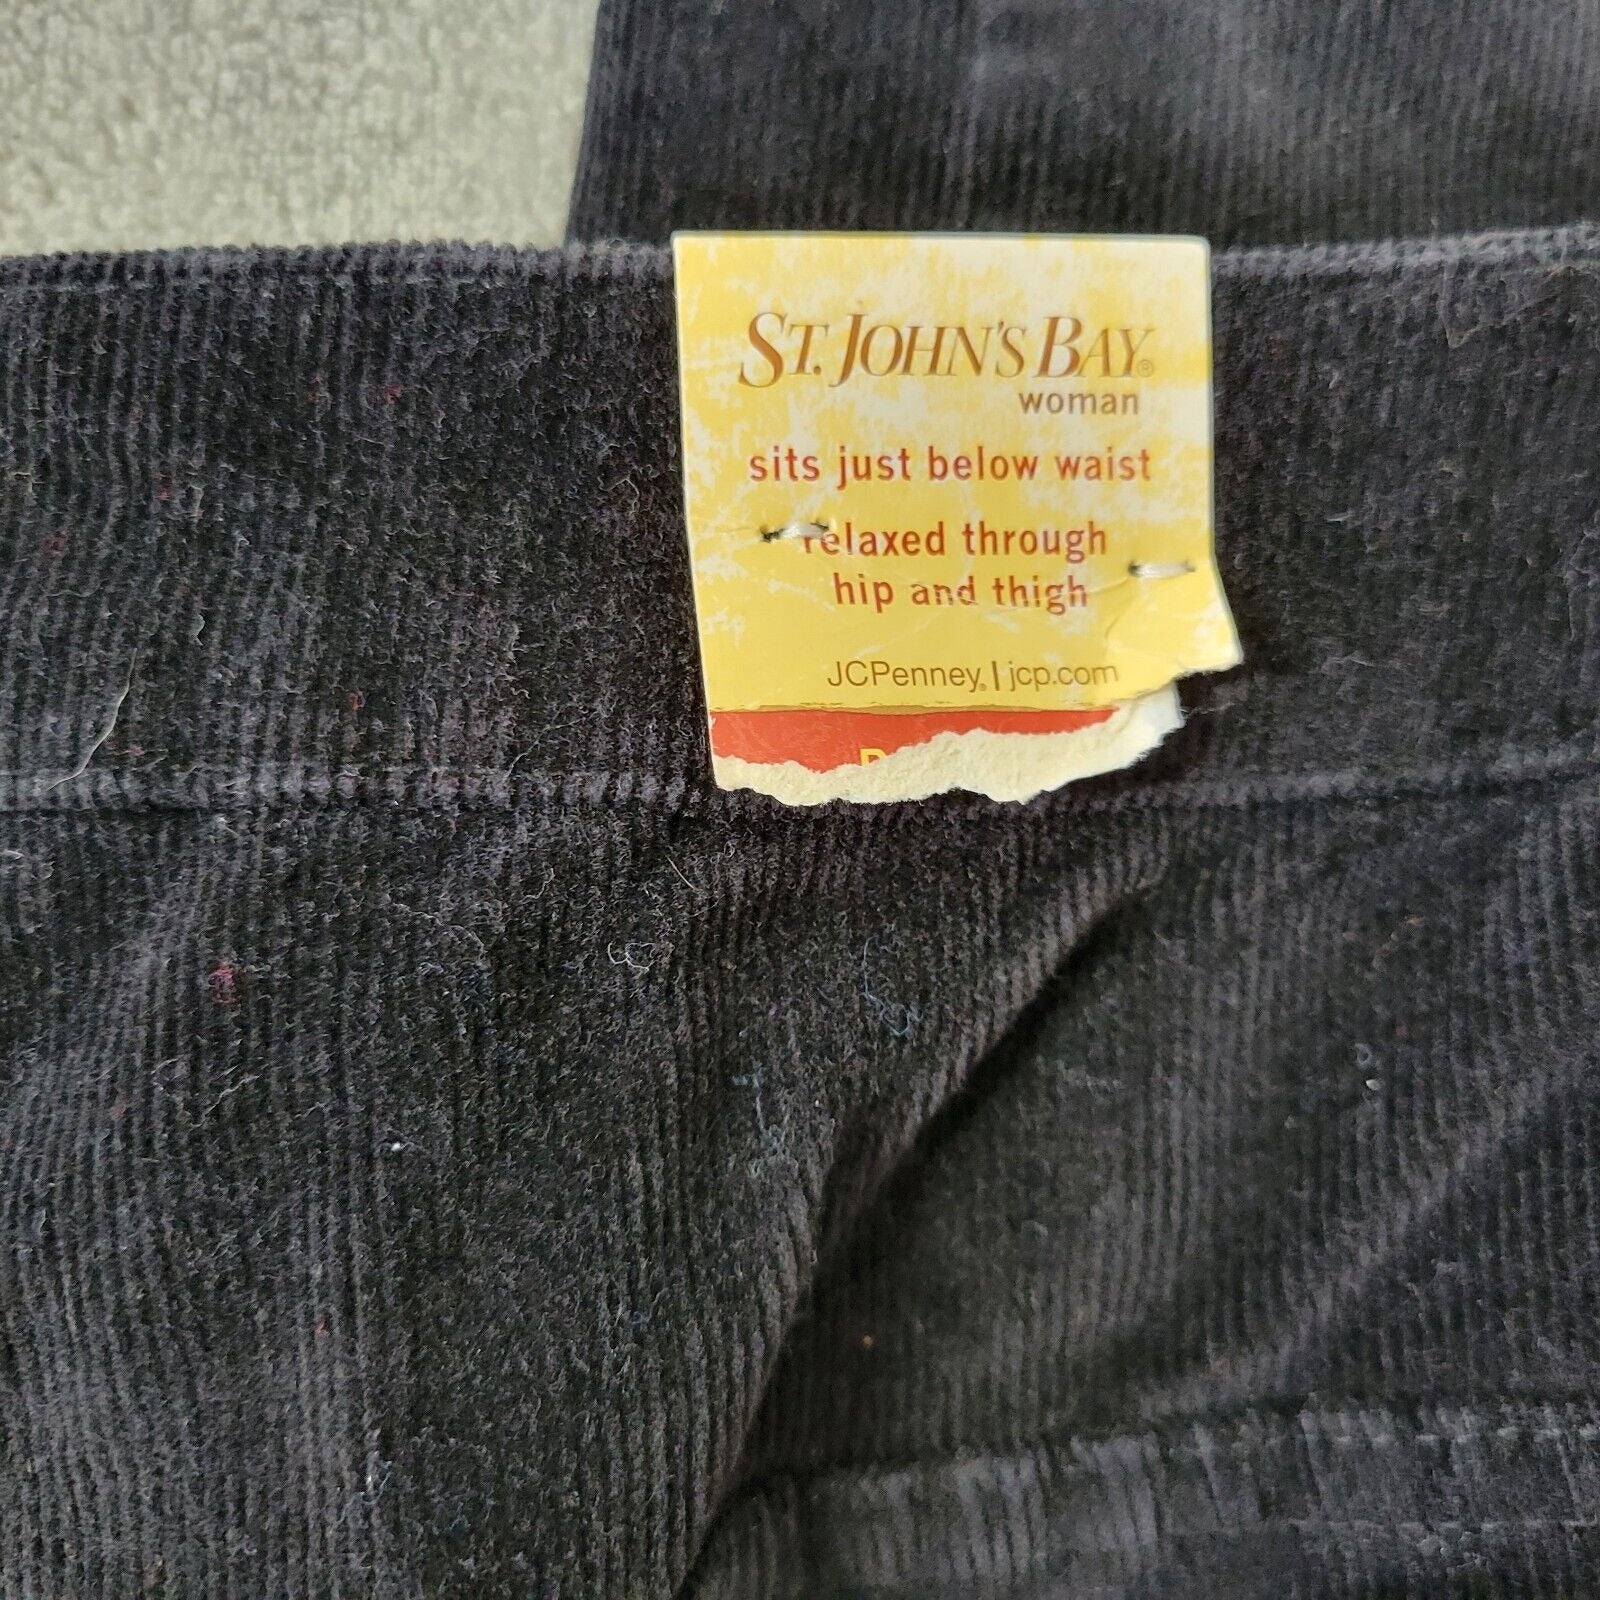 ST. JOHN'S BAY®
woman
sits just below waist
relaxed through
hip and thigh
JCPenney® | jcp.com